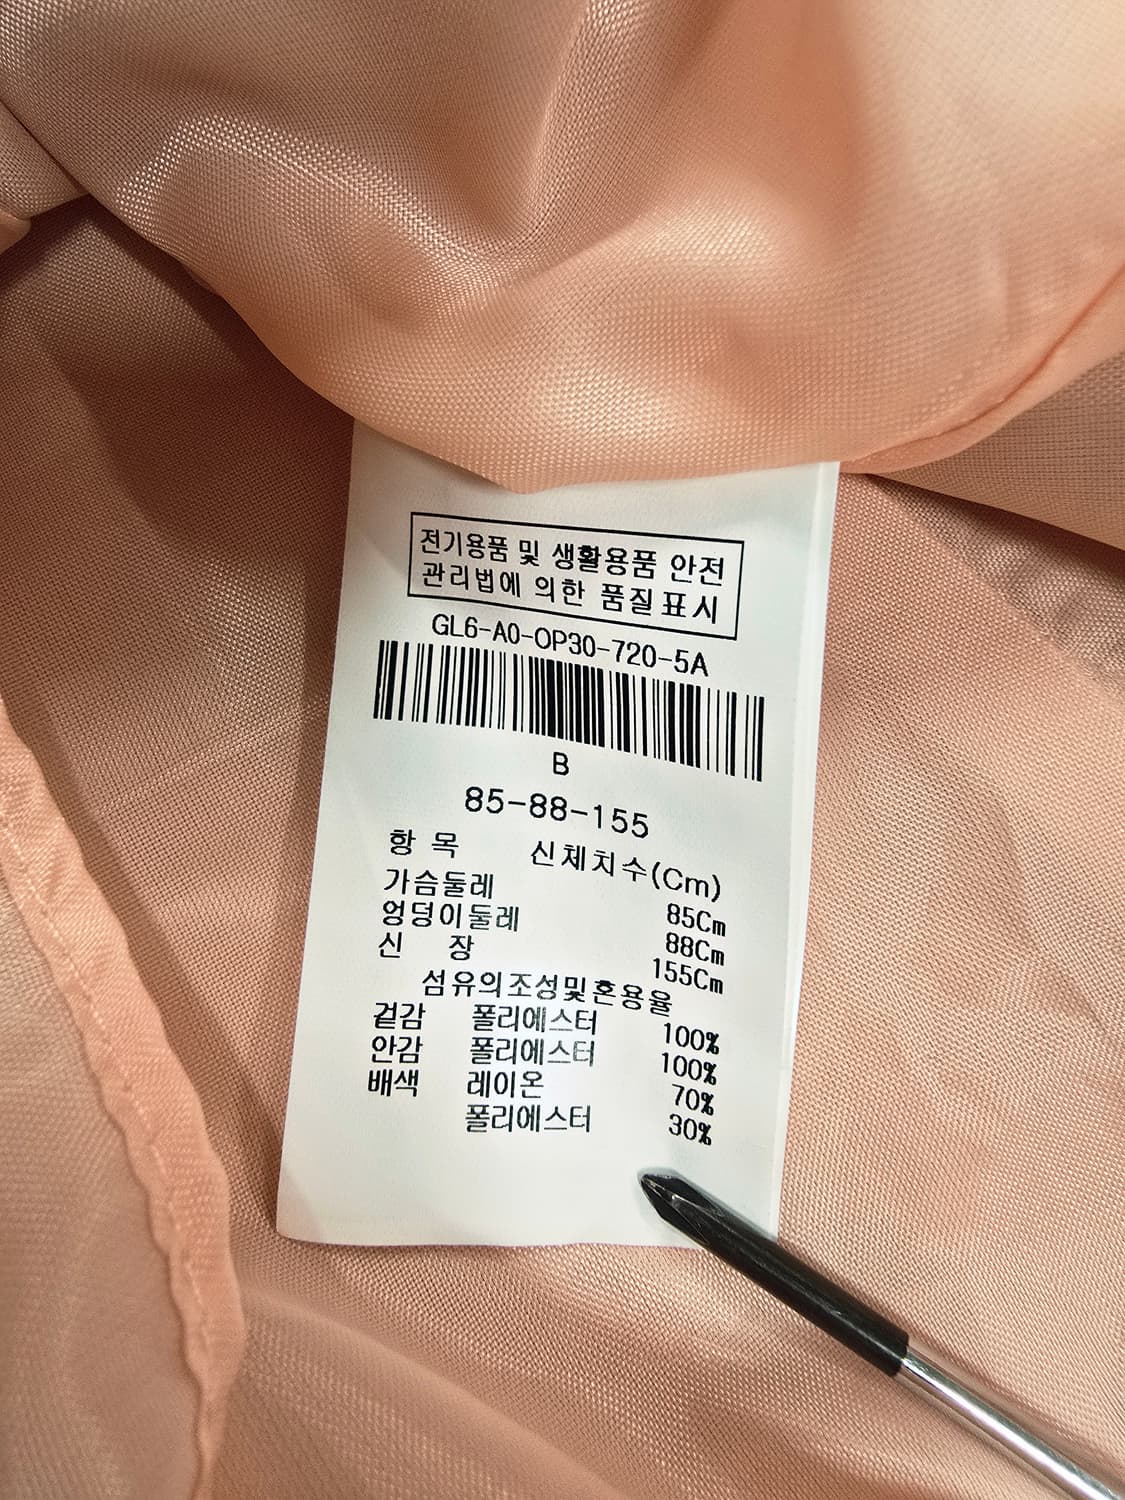 전기용품 및 생활용품 안전
관리법에 의한 품질표시
GL6-A0-OP30-720-5A
B
85-88-155
항 목 신체치수(Cm)
가슴둘레 85Cm
엉덩이둘레 88Cm
신 장 155Cm
섬유의조성및혼용율
겉감 폴리에스터 100%
안감 폴리에스터 100%
배색 레이온 70%
폴리에스터 30%